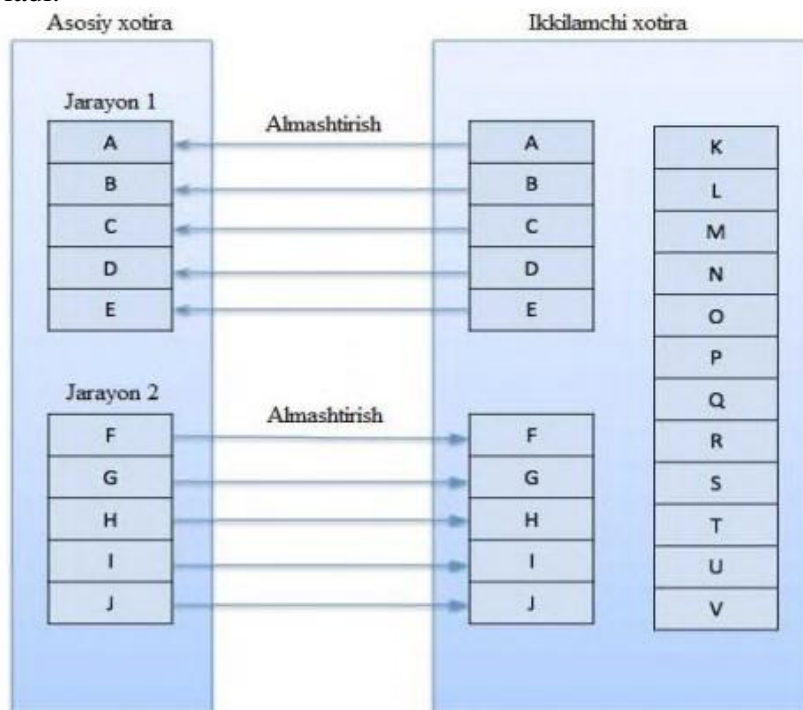 Asosiy xotira
Ikkilamchi xotira
Jarayon 1
Almashtirish
A
B
C
D
E
A
B
C
D
E
Jarayon 2
Almashtirish
F
G
H
I
J
F
G
H
I
J
K
L
M
N
O
P
Q
R
S
T
U
V